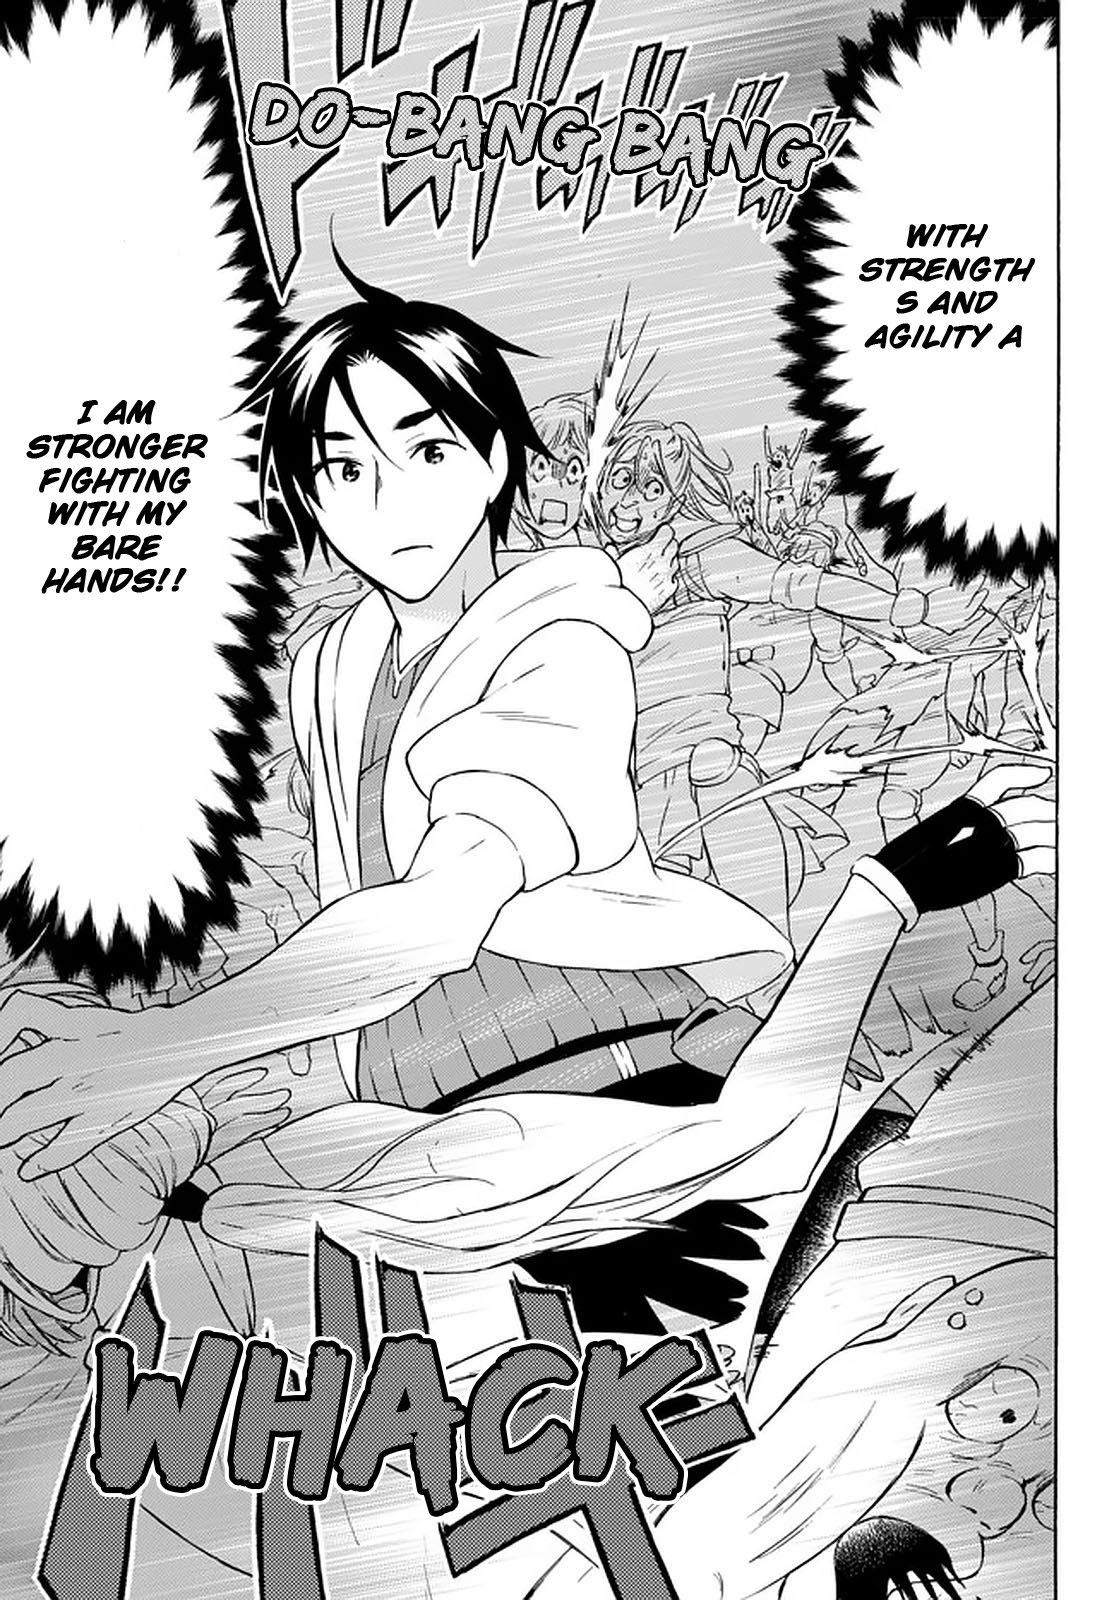 DO-BANG BANG
WITH
STRENGTH
S AND
AGILITY A
I AM
STRONGER
FIGHTING
WITH MY
BARE
HANDS!!
WHACK